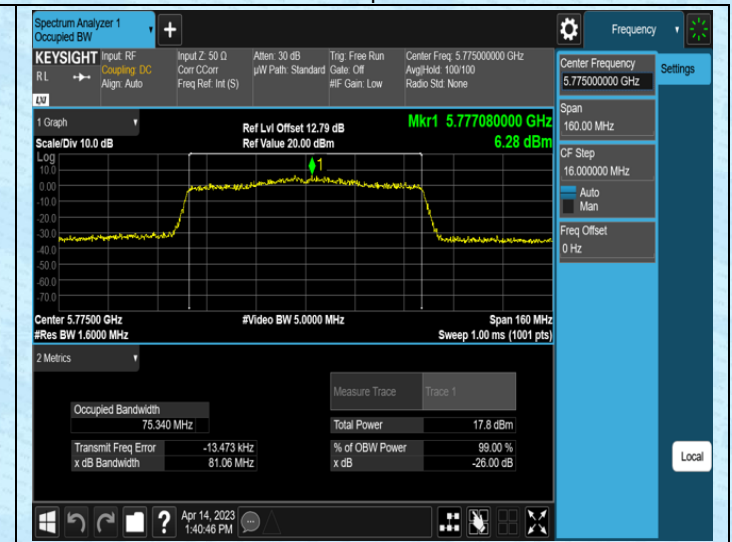 Spectrum Analyzer 1
Occupied BW
Frequency
KEYSIGHT
R L
LXI
Input: RF
Coupling: DC
Align: Auto
Input Z: 50 Ω
Corr CCorr
Freq Ref: Int (S)
Atten: 30 dB
µW Path: Standard
Trig: Free Run
Gate: Off
#IF Gain: Low
Center Freq: 5.775000000 GHz
Avg|Hold: 100/100
Radio Std: None
Center Frequency
5.775000000 GHz
Settings
Span
160.00 MHz
CF Step
16.000000 MHz
Auto
Man
Freq Offset
0 Hz
1 Graph
Scale/Div 10.0 dB
Ref Lvl Offset 12.79 dB
Ref Value 20.00 dBm
Mkr1 5.777080000 GHz
6.28 dBm
Log
10.0
0.00
-10.0
-20.0
-30.0
-40.0
-50.0
-60.0
-70.0
1
Center 5.77500 GHz
#Res BW 1.6000 MHz
#Video BW 5.0000 MHz
Span 160 MHz
Sweep 1.00 ms (1001 pts)
2 Metrics
Measure Trace Trace 1
Occupied Bandwidth
75.340 MHz
Total Power 17.8 dBm
Transmit Freq Error -13.473 kHz
% of OBW Power 99.00 %
x dB Bandwidth 81.06 MHz
x dB -26.00 dB
Local
Apr 14, 2023
1:40:46 PM